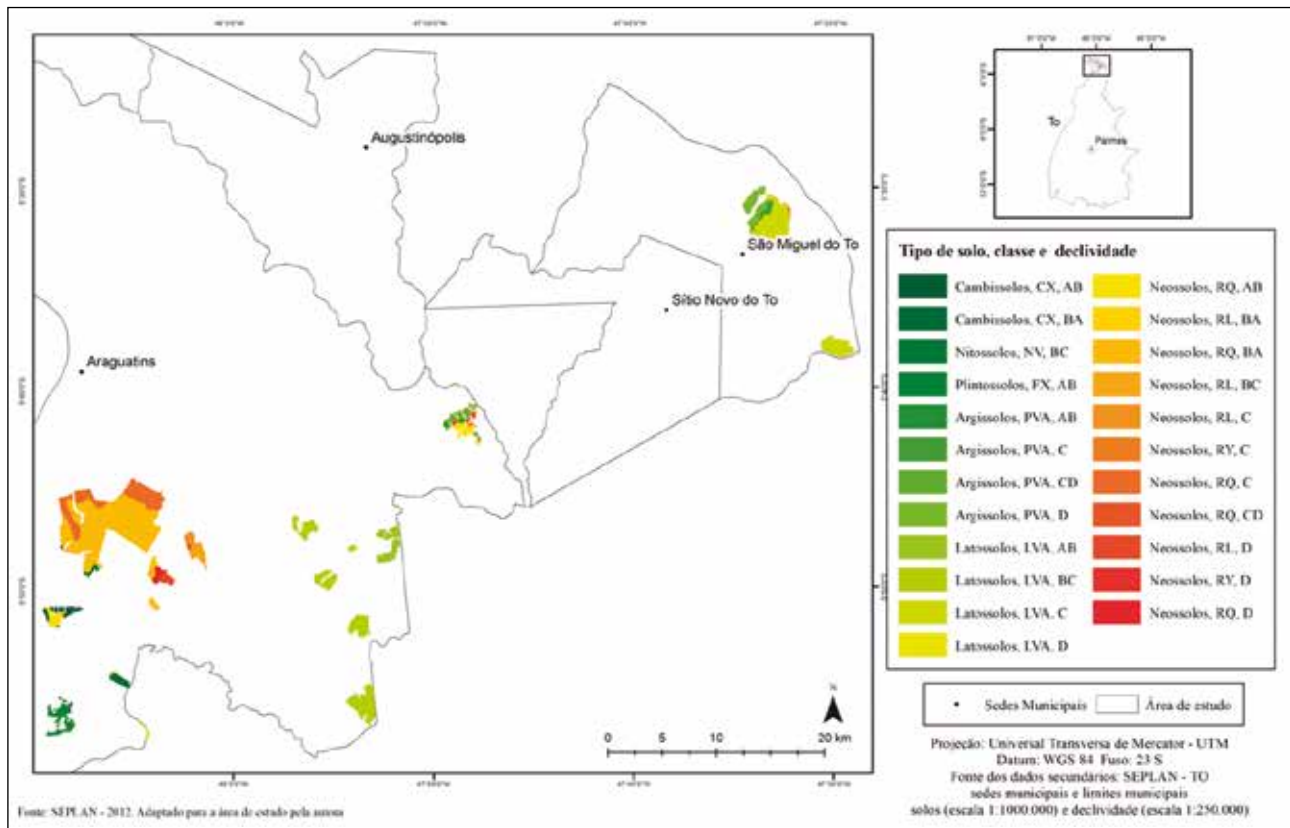 Augustinópolis
São Miguel do To
Sítio Novo do To
Araguatins
N
0 5 10 20 km
To
Palmas
Tipo de solo, classe e declividade
Cambissolos, CX, AB
Cambissolos, CX, BA
Nitossolos, NV, BC
Plintossolos, FX, AB
Argissolos, PVA, AB
Argissolos, PVA, C
Argissolos, PVA, CD
Argissolos, PVA, D
Latossolos, LVA, AB
Latossolos, LVA, BC
Latossolos, LVA, C
Latossolos, LVA, D
Neossolos, RQ, AB
Neossolos, RL, BA
Neossolos, RQ, BA
Neossolos, RL, BC
Neossolos, RL, C
Neossolos, RY, C
Neossolos, RQ, C
Neossolos, RQ, CD
Neossolos, RL, D
Neossolos, RY, D
Neossolos, RQ, D
Sedes Municipais Área de estudo
Projeção: Universal Transversa de Mercator - UTM
Datum: WGS 84 Fuso: 23 S
Fonte dos dados secundários: SEPLAN - TO
sedes municipais e limites municipais
solos (escala 1:1000.000) e declividade (escala 1:250.000)
Fonte: SEPLAN - 2012. Adaptado para a área de estudo pela autora